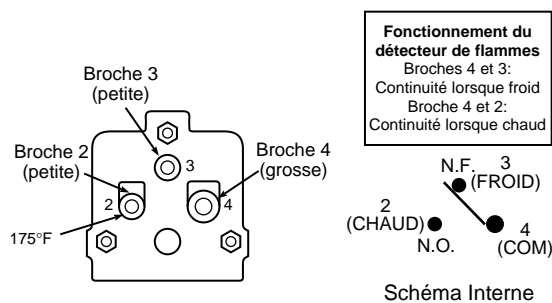 Fonctionnement du
détecteur de flammes
Broches 4 et 3:
Continuité lorsque froid
Broche 4 et 2:
Continuité lorsque chaud
Broche 3
(petite)
Broche 2
(petite)
Broche 4
(grosse)
3
2
4
175°F
N.F.
3
(FROID)
2
(CHAUD)
N.O.
4
(COM)
Schéma Interne